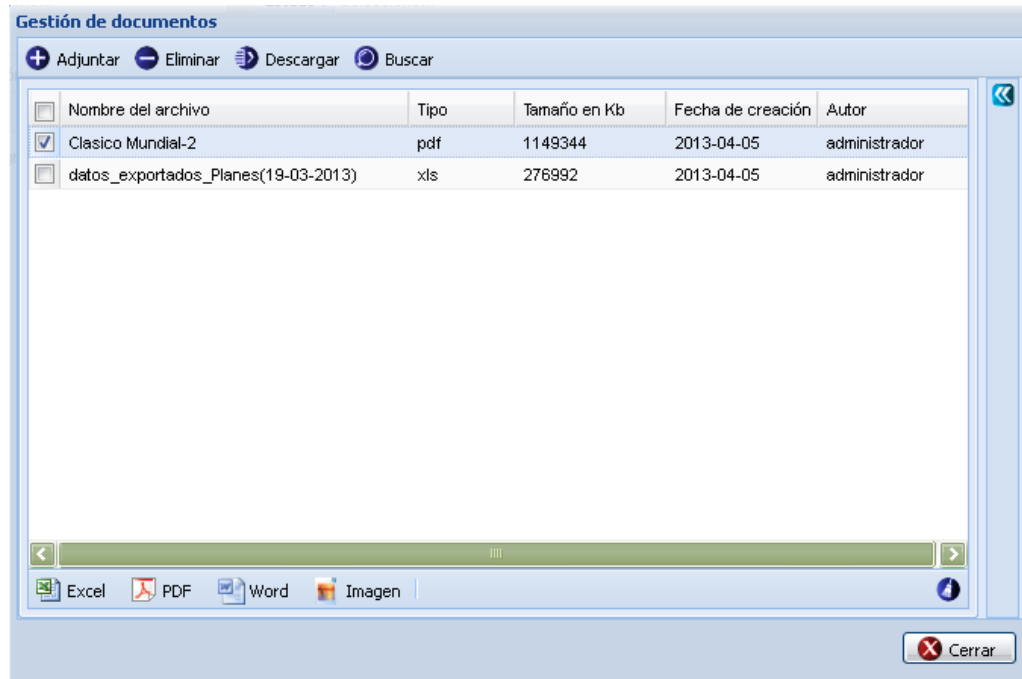 Gestión de documentos
Adjuntar Eliminar Descargar Buscar
Nombre del archivo Tipo Tamaño en Kb Fecha de creación Autor
Clasico Mundial-2 pdf 1149344 2013-04-05 administrador
datos_exportados_Planes(19-03-2013) xls 276992 2013-04-05 administrador
Excel PDF Word Imagen
Cerrar